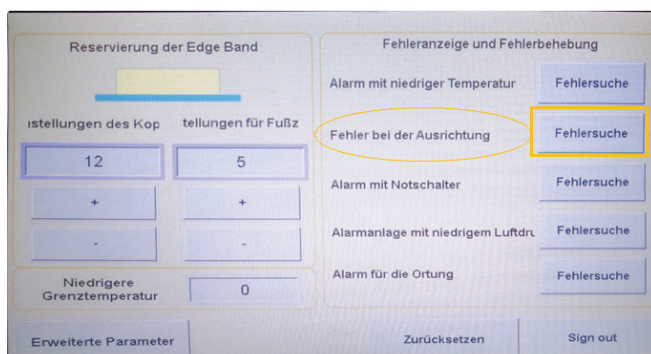 Reservierung der Edge Band
ıstellungen des Kop
tellungen für Fußz
12
5
+
+
-
-
Niedrigere
Grenztemperatur
0
Erweiterte Parameter
Fehleranzeige und Fehlerbehebung
Alarm mit niedriger Temperatur
Fehlersuche
Fehler bei der Ausrichtung
Fehlersuche
Alarm mit Notschalter
Fehlersuche
Alarmanlage mit niedrigem Luftdru
Fehlersuche
Alarm für die Ortung
Fehlersuche
Zurücksetzen
Sign out